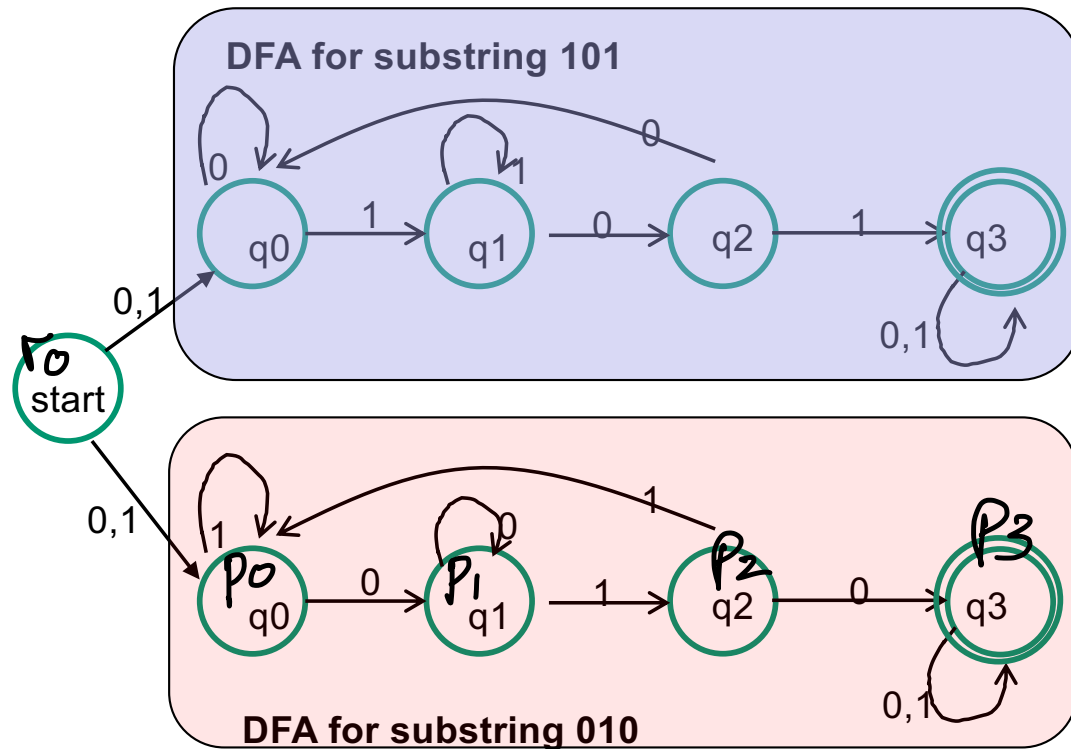 DFA for substring 101
0
0
1
q0
1
q1
0
q2
1
q3
0,1
0,1
r0
start
0,1
1
1
0
p0
q0
0
p1
q1
1
p2
q2
0
p3
q3
0,1
DFA for substring 010